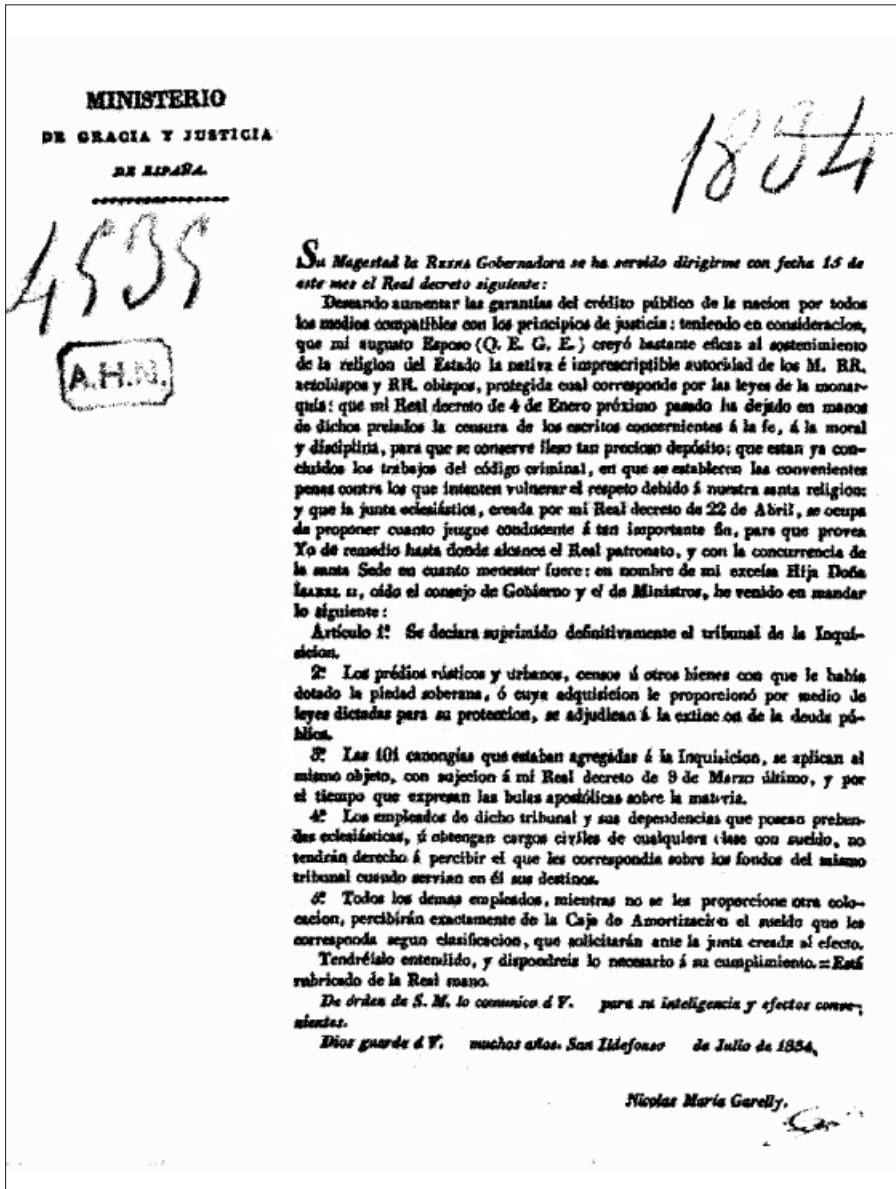 MINISTERIO
DE GRACIA Y JUSTICIA
DE ESPAÑA.
1834
4535
A.H.N.
Su Magestad la REINA Gobernadora se ha servido dirigirme con fecha 15 de
este mes el Real decreto siguiente:
Deseando aumentar las garantías del crédito público de la nacion por todos
los medios compatibles con los principios de justicia: teniendo en consideracion,
que mi augusto Esposo (Q. E. G. E.) creyó bastante eficaz al sostenimiento
de la religion del Estado la nativa é imprescriptible autoridad de los M. RR.
arzobispos y RR. obispos, protegida cual corresponde por las leyes de la monar-
quía: que mi Real decreto de 4 de Enero próximo pasado ha dejado en manos
de dichos prelados la censura de los escritos concernientes á la fe, á la moral
y disciplina, para que se conserve ileso tan precioso depósito; que estan ya con-
cluidos los trabajos del código criminal, en que se establecen las convenientes
penas contra los que intenten vulnerar el respeto debido á nuestra santa religion:
y que la junta eclesiástica, creada por mi Real decreto de 22 de Abril, se ocupa
de proponer cuanto juzgue conducente á tan importante fin, para que provea
Yo de remedio hasta donde alcance el Real patronato, y con la concurrencia de
la santa Sede en cuanto menester fuere: en nombre de mi excelsa Hija Doña
ISABEL II, oido el consejo de Gobierno y el de Ministros, he venido en mandar
lo siguiente:
Artículo 1.º Se declara suprimido definitivamente el tribunal de la Inqui-
sicion.
2.º Los prédios rústicos y urbanos, censos ú otros bienes con que le habia
dotado la piedad soberana, ó cuya adquisicion le proporcionó por medio de
leyes dictadas para su proteccion, se adjudican á la extincion de la deuda pú-
blica.
3.º Las 101 canongías que estaban agregadas á la Inquisicion, se aplican al
mismo objeto, con sujecion á mi Real decreto de 9 de Marzo último, y por
el tiempo que expresan las bulas apostólicas sobre la materia.
4.º Los empleados de dicho tribunal y sus dependencias que posean preben-
das eclesiásticas, ú obtengan cargos civiles de cualquiera clase con sueldo, no
tendrán derecho á percibir el que les correspondia sobre los fondos del mismo
tribunal cuando servian en él sus destinos.
5.º Todos los demas empleados, mientras no se les proporcione otra colo-
cacion, percibirán exactamente de la Caja de Amortizacion el sueldo que les
corresponda segun clasificacion, que solicitarán ante la junta creada al efecto.
Tendréislo entendido, y dispondreis lo necesario á su cumplimiento.=Está
rubricado de la Real mano.
De órden de S. M. lo comunico á V. para su inteligencia y efectos conve-
nientes.
Dios guarde á V. muchos años. San Ildefonso de Julio de 1834.
Nicolas María Garelly.